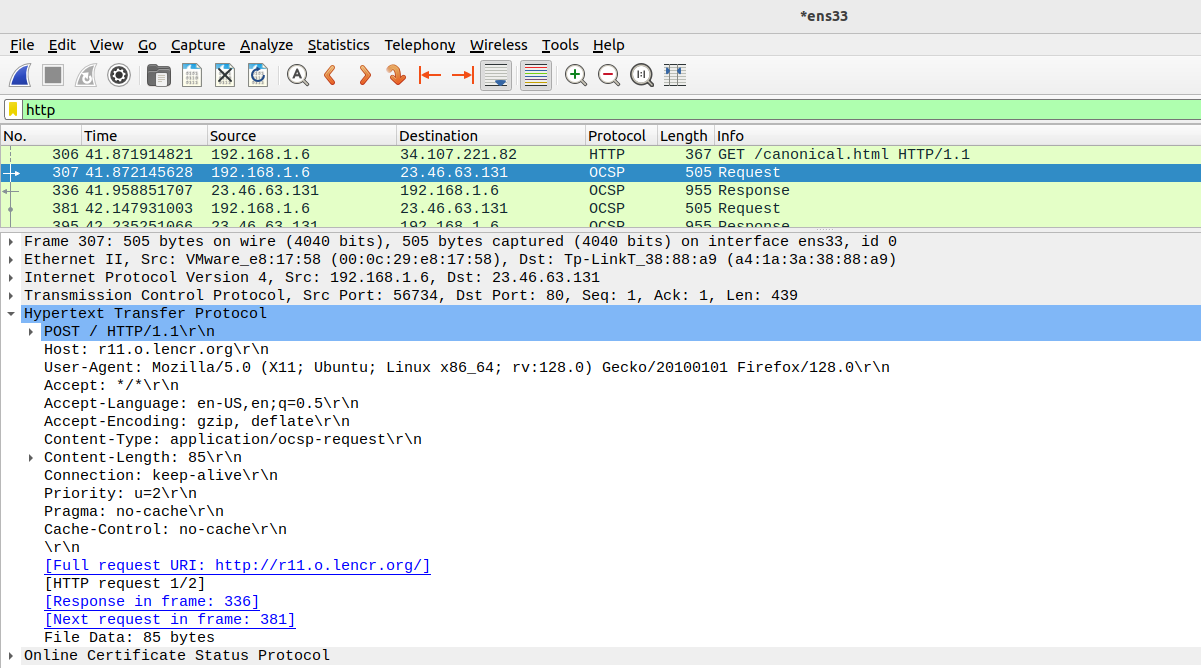 *ens33
File Edit View Go Capture Analyze Statistics Telephony Wireless Tools Help
http
No. Time Source Destination Protocol Length Info
306 41.871914821 192.168.1.6 34.107.221.82 HTTP 367 GET /canonical.html HTTP/1.1
307 41.872145628 192.168.1.6 23.46.63.131 OCSP 505 Request
336 41.958851707 23.46.63.131 192.168.1.6 OCSP 955 Response
381 42.147931003 192.168.1.6 23.46.63.131 OCSP 505 Request
395 42.235251066 23.46.63.131 192.168.1.6 OCSP 955 Response
Frame 307: 505 bytes on wire (4040 bits), 505 bytes captured (4040 bits) on interface ens33, id 0
Ethernet II, Src: VMware_e8:17:58 (00:0c:29:e8:17:58), Dst: Tp-LinkT_38:88:a9 (a4:1a:3a:38:88:a9)
Internet Protocol Version 4, Src: 192.168.1.6, Dst: 23.46.63.131
Transmission Control Protocol, Src Port: 56734, Dst Port: 80, Seq: 1, Ack: 1, Len: 439
Hypertext Transfer Protocol
POST / HTTP/1.1\r\n
Host: r11.o.lencr.org\r\n
User-Agent: Mozilla/5.0 (X11; Ubuntu; Linux x86_64; rv:128.0) Gecko/20100101 Firefox/128.0\r\n
Accept: */*\r\n
Accept-Language: en-US,en;q=0.5\r\n
Accept-Encoding: gzip, deflate\r\n
Content-Type: application/ocsp-request\r\n
Content-Length: 85\r\n
Connection: keep-alive\r\n
Priority: u=2\r\n
Pragma: no-cache\r\n
Cache-Control: no-cache\r\n
\r\n
[Full request URI: http://r11.o.lencr.org/]
[HTTP request 1/2]
[Response in frame: 336]
[Next request in frame: 381]
File Data: 85 bytes
Online Certificate Status Protocol